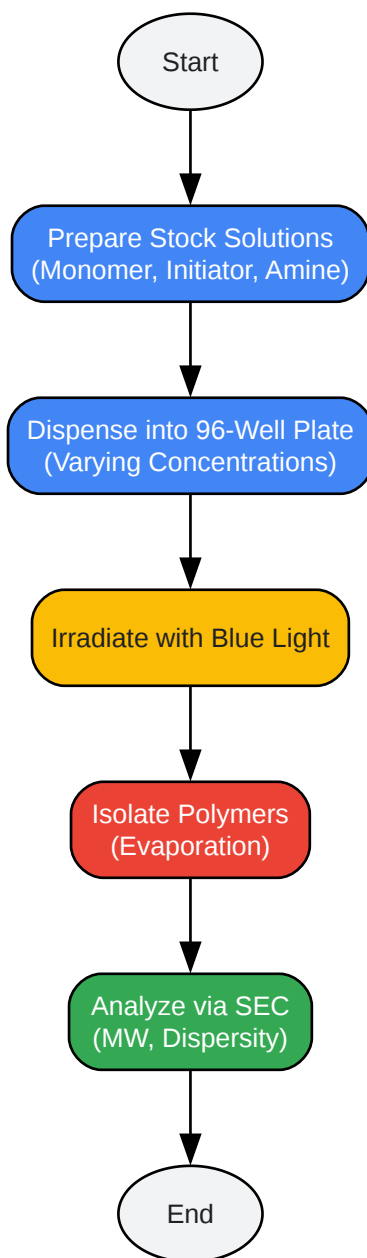 Start
Prepare Stock Solutions
(Monomer, Initiator, Amine)
Dispense into 96-Well Plate
(Varying Concentrations)
Irradiate with Blue Light
Isolate Polymers
(Evaporation)
Analyze via SEC
(MW, Dispersity)
End